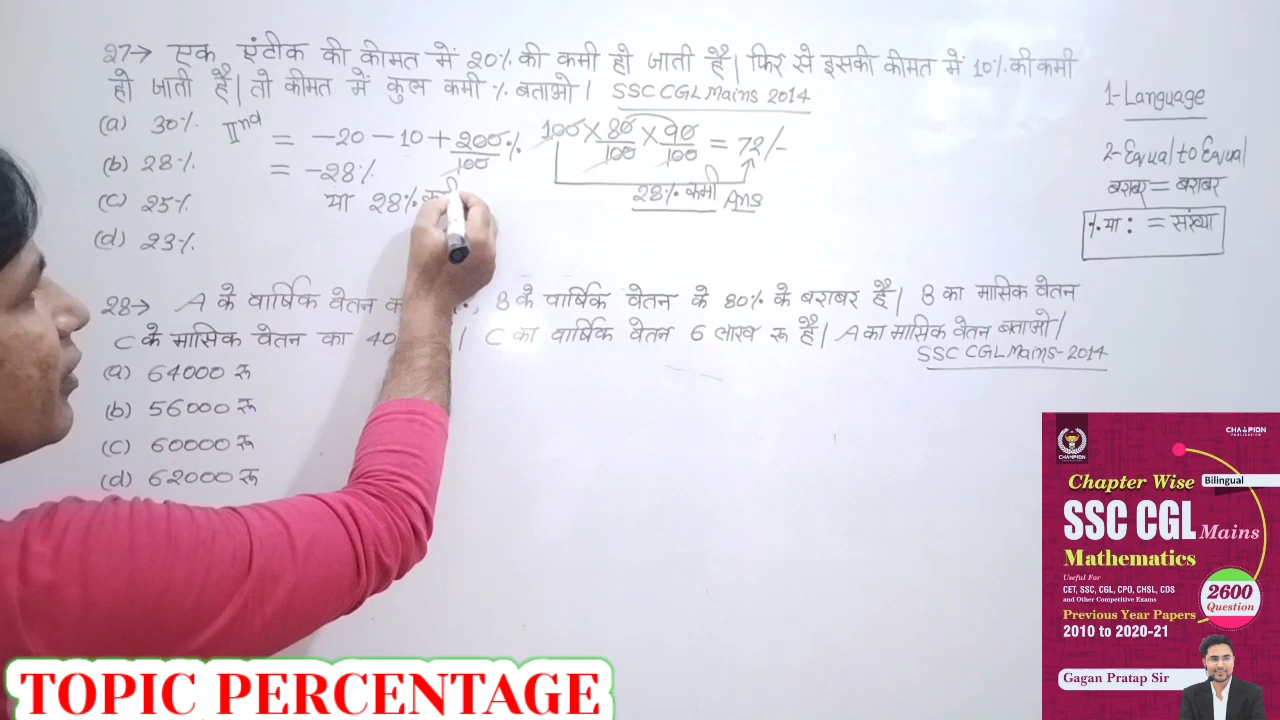 27→ एक एंटीक की कीमत में 20% की कमी हो जाती है| फिर से इसकी कीमत में 10% की कमी
हो जाती है| तो कीमत में कुल कमी % बताओ| SSC CGL Mains 2014
(a) 30%
(b) 28%
(c) 25%
(d) 23%
IInd = -20 - 10 + 200/100 %
= -28%
या 28% कमी
100 × 80/100 × 90/100 = 72/-
28% कमी Ans
1-Language
2-Equal to Equal
बराबर = बराबर
% या : = संख्या
28→ A के वार्षिक वेतन का B के वार्षिक वेतन के 80% के बराबर है| B का मासिक वेतन
C के मासिक वेतन का 40 | C का वार्षिक वेतन 6 लाख रू है| A का मासिक वेतन बताओ|
SSC CGL Mains-2014
(a) 64000 रू
(b) 56000 रू
(c) 60000 रू
(d) 62000 रू
CHAMPION
CHAMPION
PUBLICATION
Chapter Wise Bilingual
SSC CGL Mains
Mathematics
Useful For
CET, SSC, CGL, CPO, CHSL, CDS
and Other Competitive Exams
2600
Question
Previous Year Papers
2010 to 2020-21
Gagan Pratap Sir
TOPIC PERCENTAGE